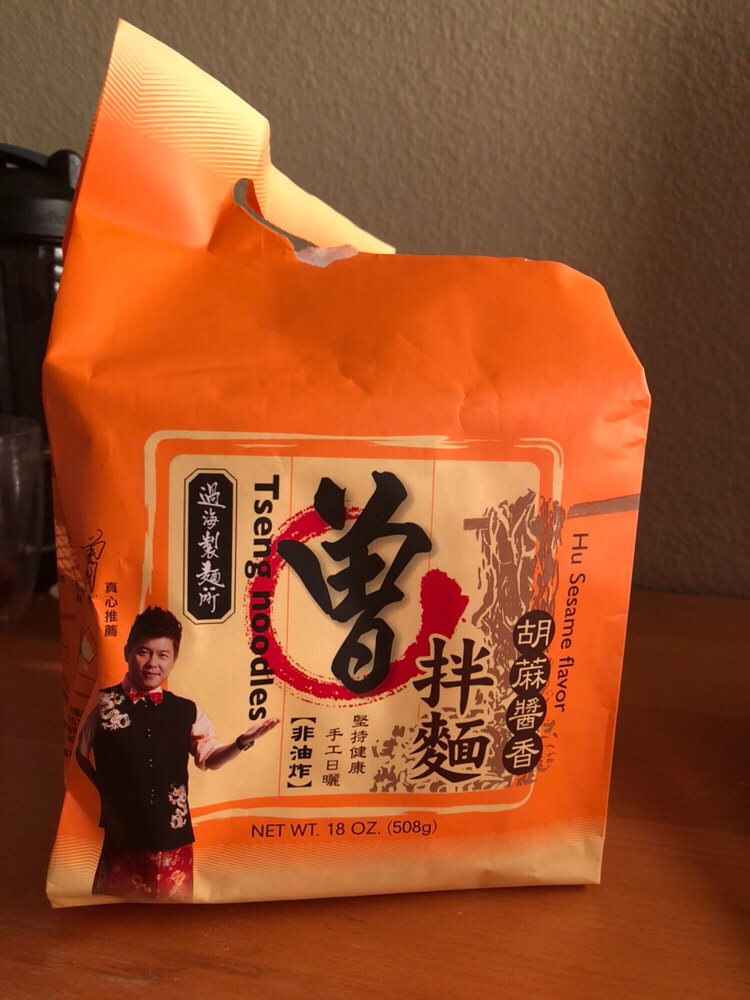 過海製麵所
Tseng noodles
曾
拌麵
Hu Sesame flavor
胡蔴醬香
堅持健康
手工日曬
【非油炸】
真心推薦
NET WT. 18 OZ. (508g)